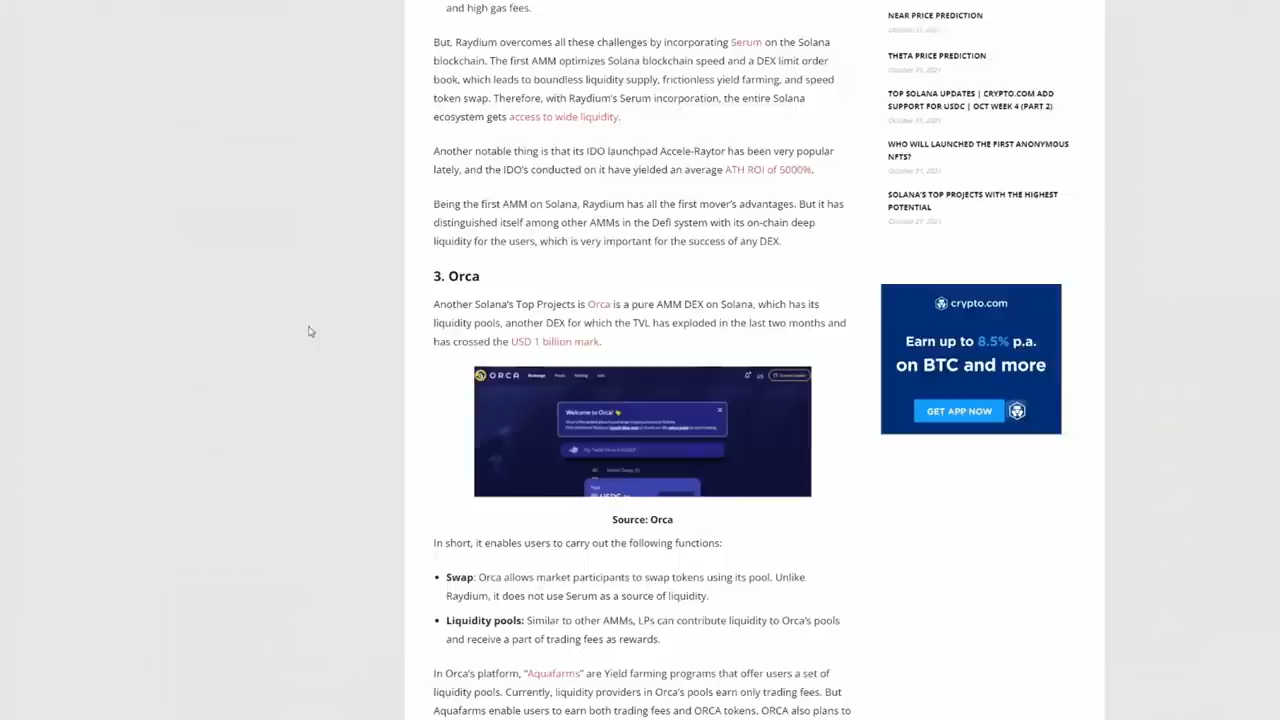 and high gas fees.
But, Raydium overcomes all these challenges by incorporating Serum on the Solana
blockchain. The first AMM optimizes Solana blockchain speed and a DEX limit order
book, which leads to boundless liquidity supply, frictionless yield farming, and speed
token swap. Therefore, with Raydium's Serum incorporation, the entire Solana
ecosystem gets access to wide liquidity.
Another notable thing is that its IDO launchpad Accele-Raytor has been very popular
lately, and the IDO's conducted on it have yielded an average ATH ROI of 5000%.
Being the first AMM on Solana, Raydium has all the first mover's advantages. But it has
distinguished itself among other AMMs in the Defi system with its on-chain deep
liquidity for the users, which is very important for the success of any DEX.
3. Orca
Another Solana's Top Projects is Orca is a pure AMM DEX on Solana, which has its
liquidity pools, another DEX for which the TVL has exploded in the last two months and
has crossed the USD 1 billion mark.
ORCA
Exchange
Pools
Welcome to Orca!
Source: Orca
In short, it enables users to carry out the following functions:
• Swap: Orca allows market participants to swap tokens using its pool. Unlike
Raydium, it does not use Serum as a source of liquidity.
• Liquidity pools: Similar to other AMMs, LPs can contribute liquidity to Orca's pools
and receive a part of trading fees as rewards.
In Orca's platform, "Aquafarms" are Yield farming programs that offer users a set of
liquidity pools. Currently, liquidity providers in Orca's pools earn only trading fees. But
Aquafarms enable users to earn both trading fees and ORCA tokens. ORCA also plans to
NEAR PRICE PREDICTION
October 31, 2021
THETA PRICE PREDICTION
October 31, 2021
TOP SOLANA UPDATES | CRYPTO.COM ADD
SUPPORT FOR USDC | OCT WEEK 4 (PART 2)
October 31, 2021
WHO WILL LAUNCHED THE FIRST ANONYMOUS
NFTS?
October 31, 2021
SOLANA'S TOP PROJECTS WITH THE HIGHEST
POTENTIAL
crypto.com
Earn up to 8.5% p.a.
on BTC and more
GET APP NOW